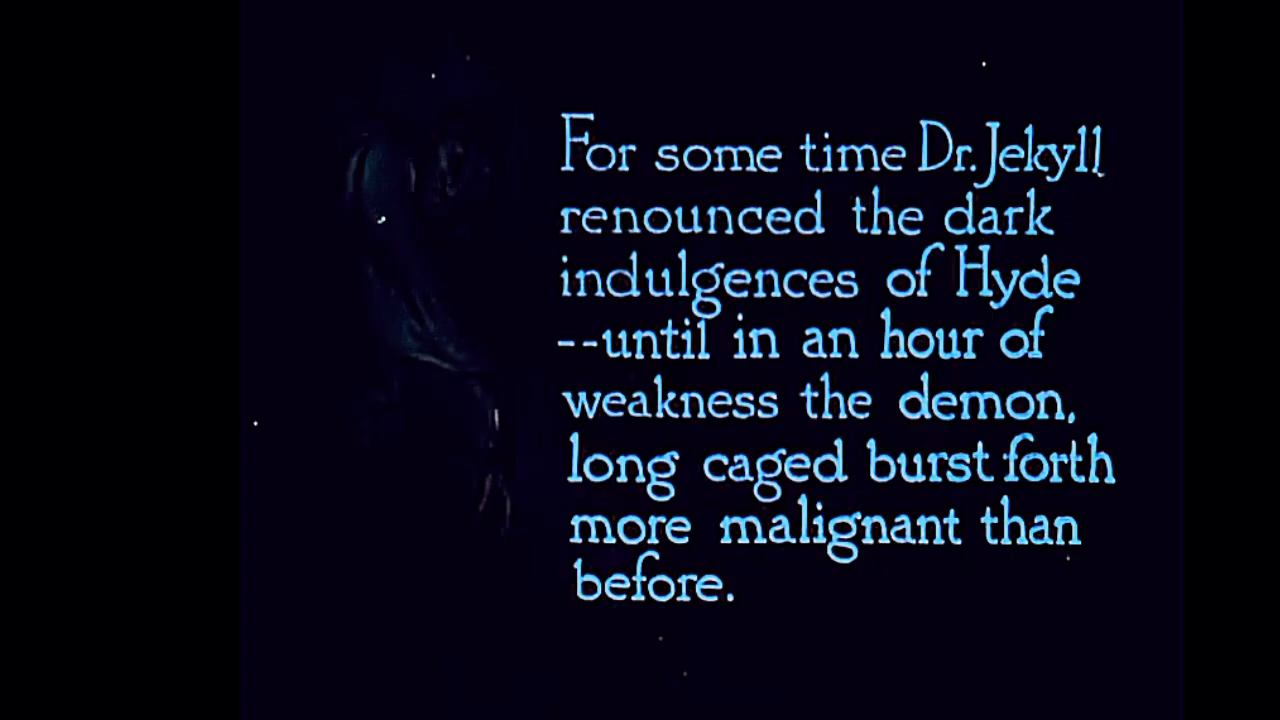 For some time Dr. Jekyll
renounced the dark
indulgences of Hyde
--until in an hour of
weakness the demon,
long caged burst forth
more malignant than
before.